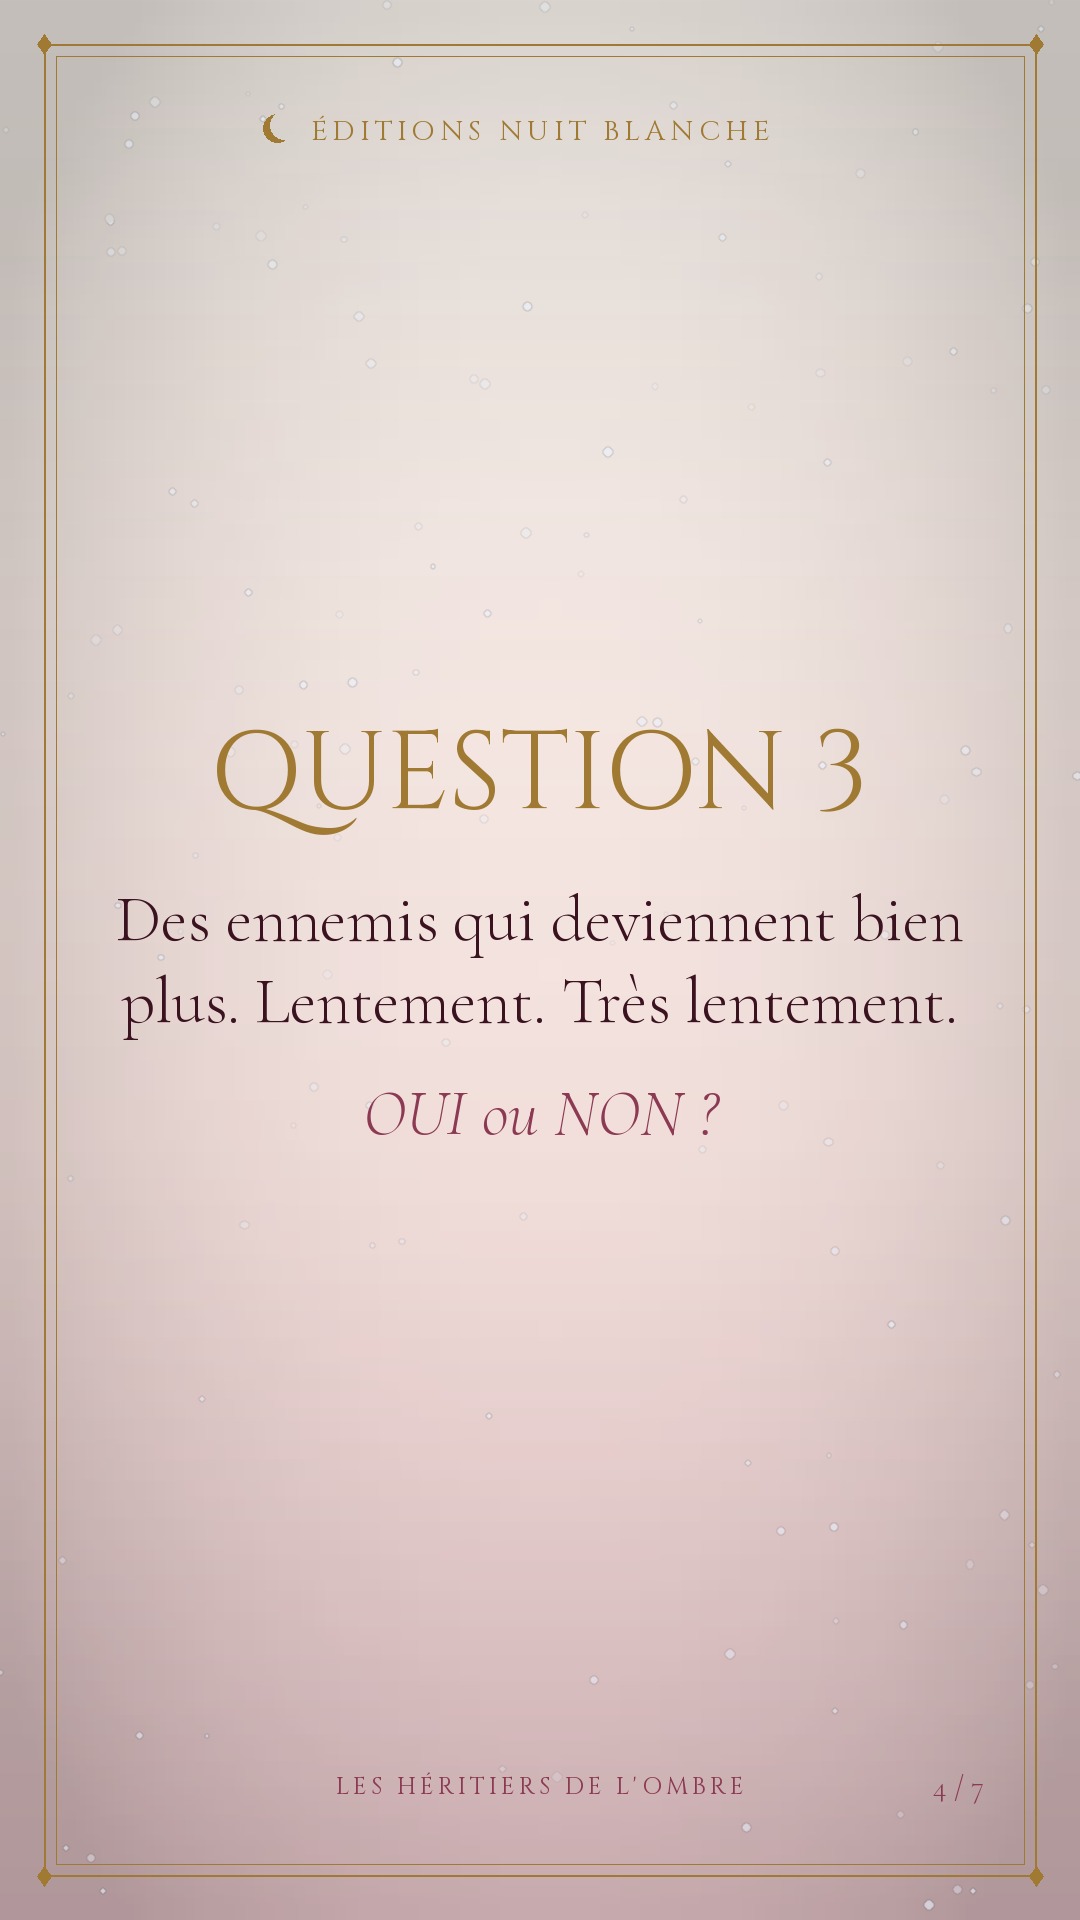 ÉDITIONS NUIT BLANCHE
QUESTION 3
Des ennemis qui deviennent bien
plus. Lentement. Très lentement.
OUI ou NON ?
LES HÉRITIERS DE L'OMBRE
4/7